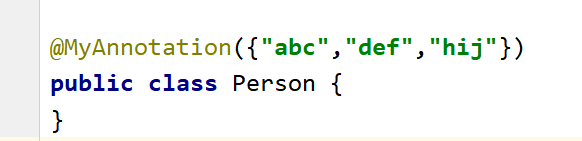 @MyAnnotation({"abc","def","hij"})
public class Person {
}